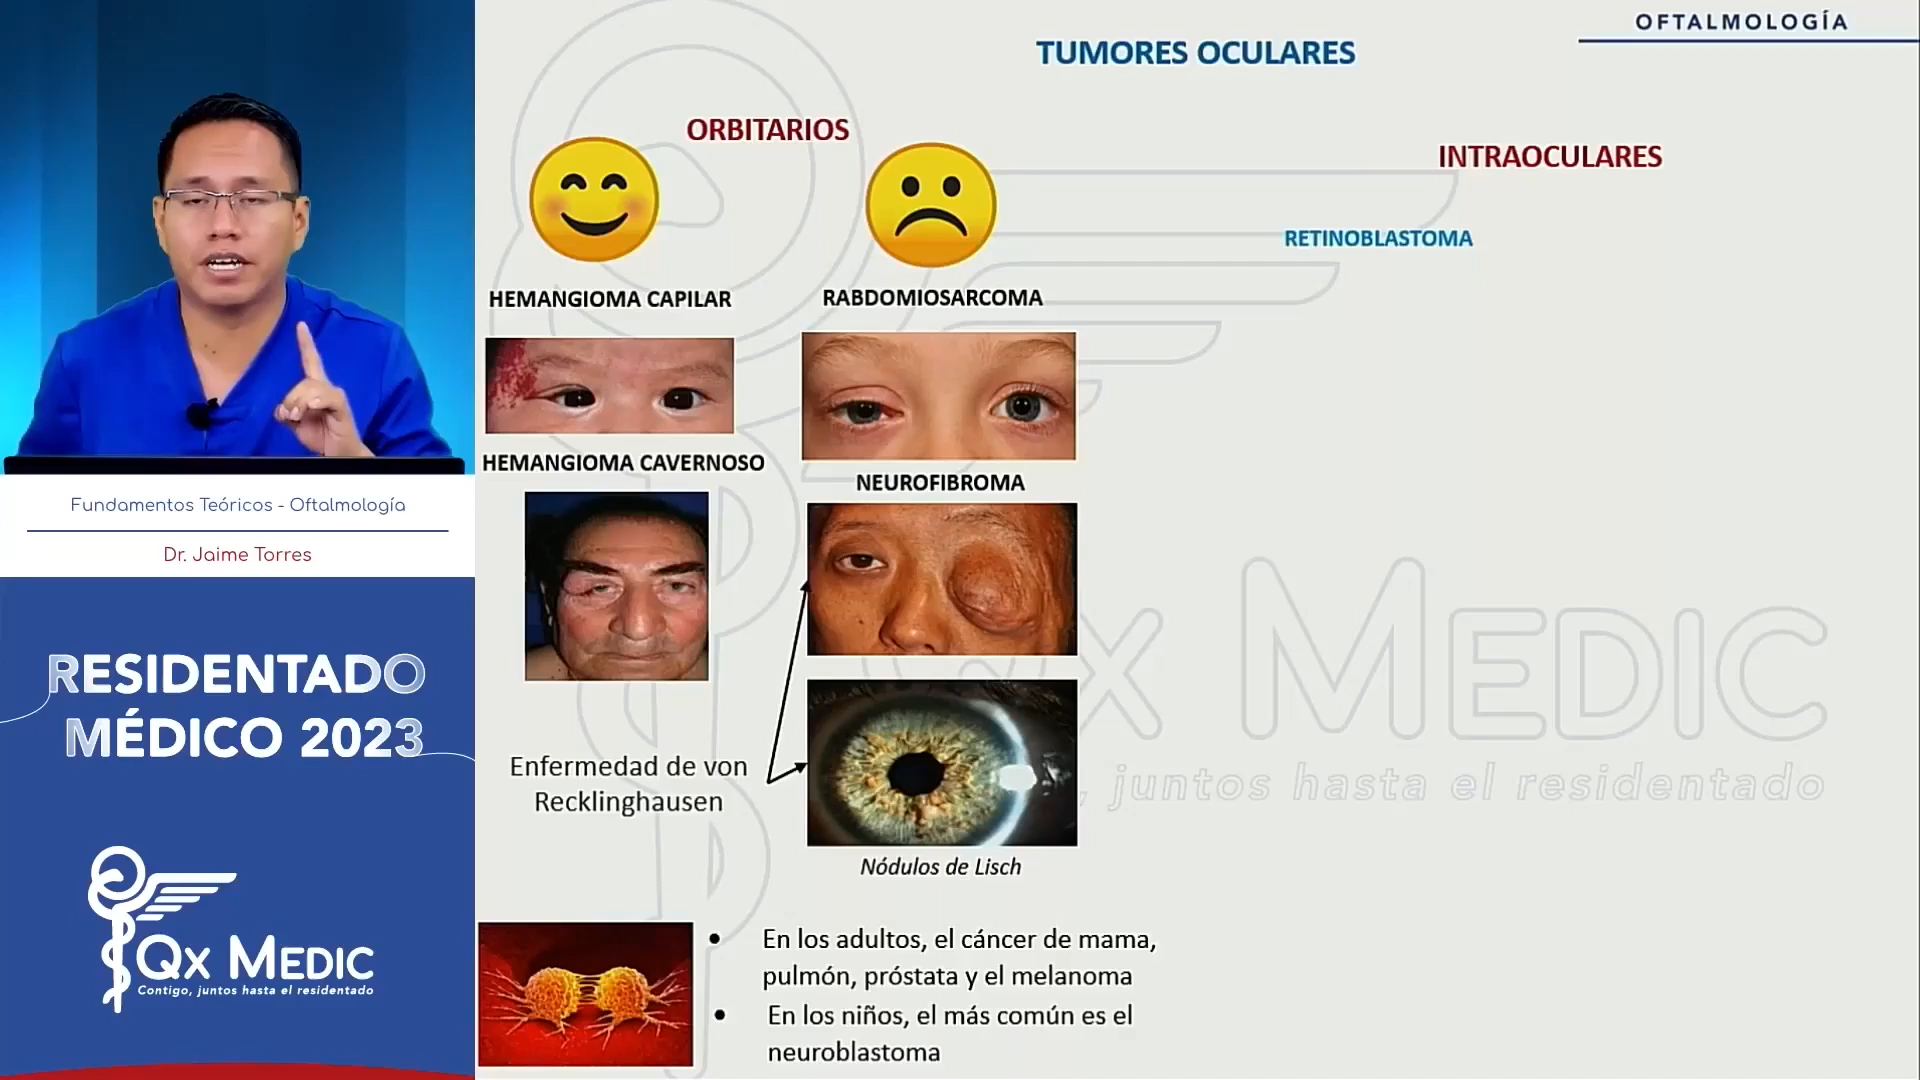 OFTALMOLOGÍA
TUMORES OCULARES
ORBITARIOS
INTRAOCULARES
RETINOBLASTOMA
HEMANGIOMA CAPILAR
RABDOMIOSARCOMA
HEMANGIOMA CAVERNOSO
NEUROFIBROMA
Enfermedad de von
Recklinghausen
Nódulos de Lisch
En los adultos, el cáncer de mama,
pulmón, próstata y el melanoma
En los niños, el más común es el
neuroblastoma
Fundamentos Teóricos - Oftalmología
Dr. Jaime Torres
RESIDENTADO
MÉDICO 2023
QX MEDIC
Contigo, juntos hasta el residentado
QX MEDIC
, juntos hasta el residentado